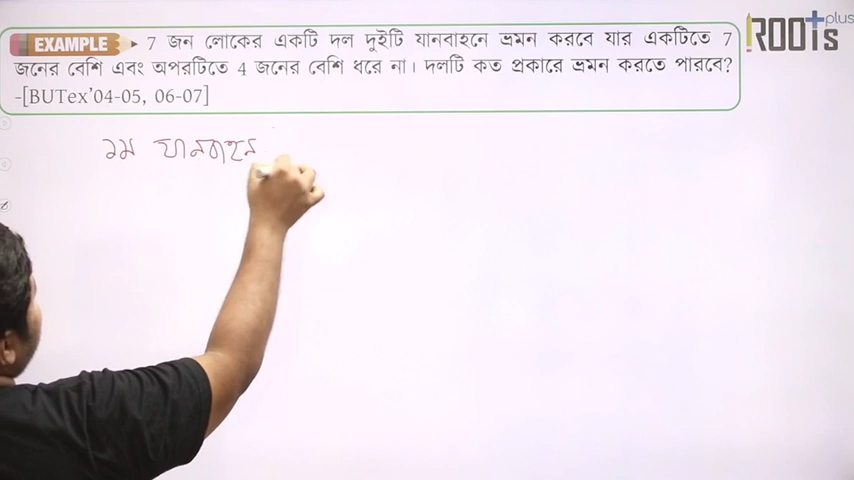 EXAMPLE 7 জন লোকের একটি দল দুইটি যানবাহনে ভ্রমন করবে যার একটিতে 7
জনের বেশি এবং অপরটিতে 4 জনের বেশি ধরে না। দলটি কত প্রকারে ভ্রমন করতে পারবে?
-[BUTex’04-05, 06-07]
ROOTs plus
১ম যানবাহন